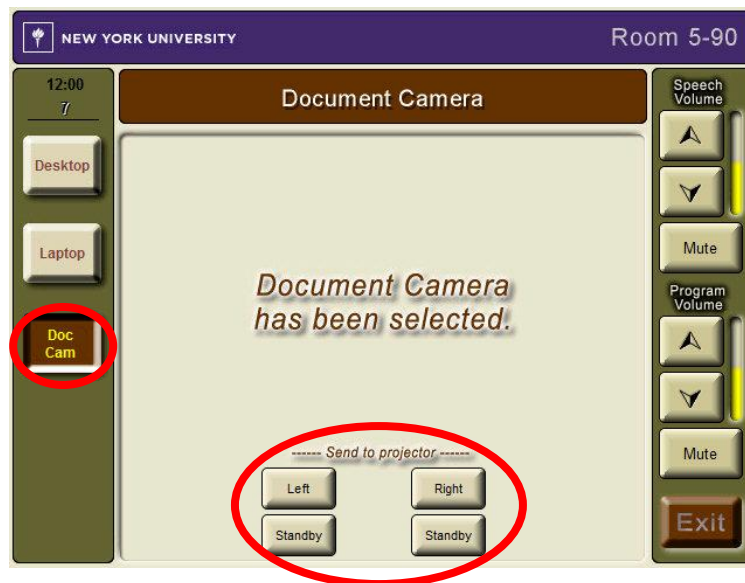 NEW YORK UNIVERSITY
Room 5-90
12:00
7
Desktop
Laptop
Doc
Cam
Document Camera
Document Camera
has been selected.
------ Send to projector ------
Left
Right
Standby
Standby
Speech
Volume
Mute
Program
Volume
Mute
Exit